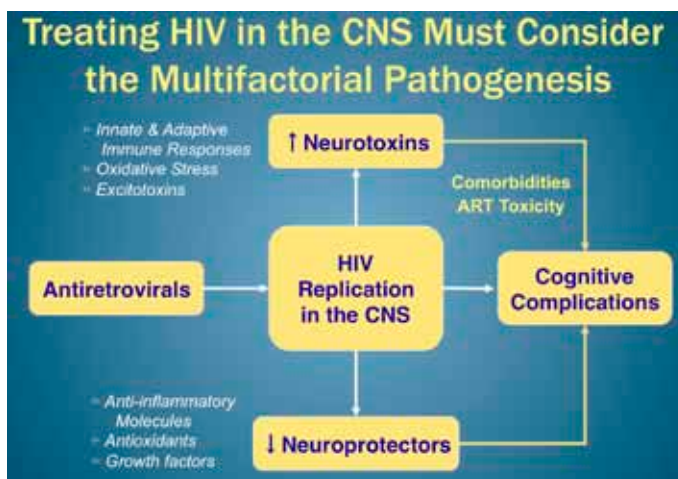 Treating HIV in the CNS Must Consider
the Multifactorial Pathogenesis
» Innate & Adaptive
Immune Responses
» Oxidative Stress
» Excitotoxins
↑ Neurotoxins
Comorbidities
ART Toxicity
Antiretrovirals
HIV
Replication
in the CNS
Cognitive
Complications
» Anti-inflammatory
Molecules
» Antioxidants
» Growth factors
↓ Neuroprotectors